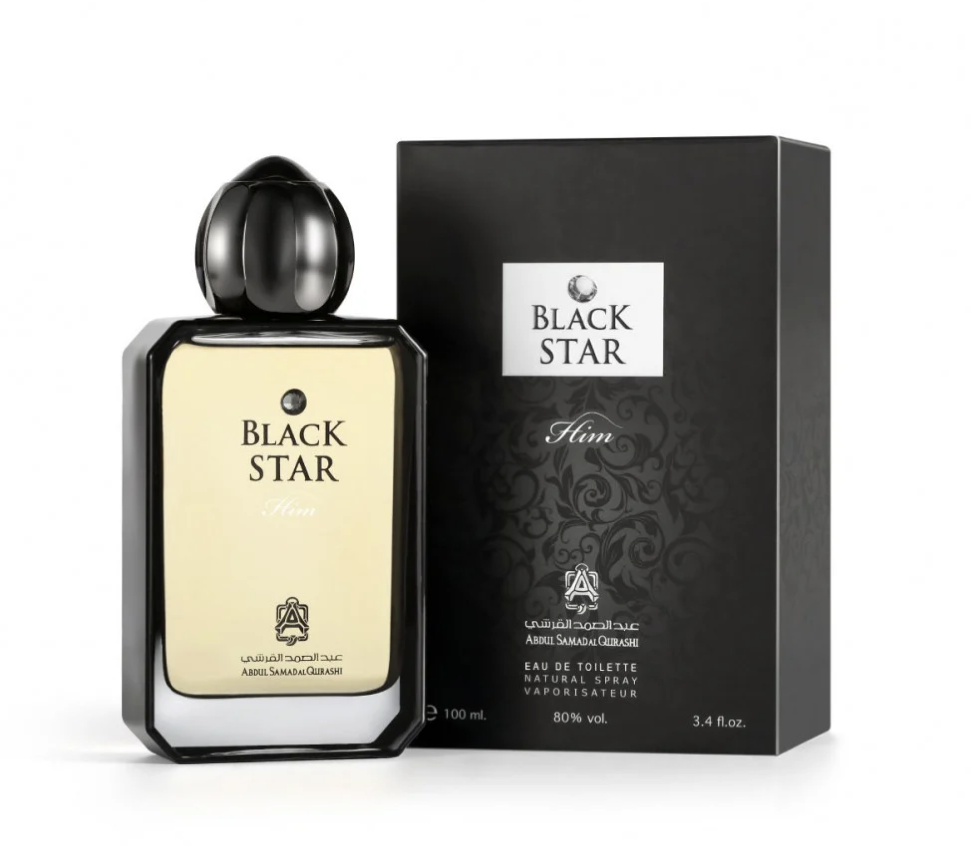 BLACK
STAR
Him
عبد الصمد القرشي
ABDUL SAMAD AL QURASHI
BLACK
STAR
Him
عبد الصمد القرشي
ABDUL SAMAD AL QURASHI
EAU DE TOILETTE
NATURAL SPRAY
VAPORISATEUR
e 100 ml.
80% vol.
3.4 fl.oz.